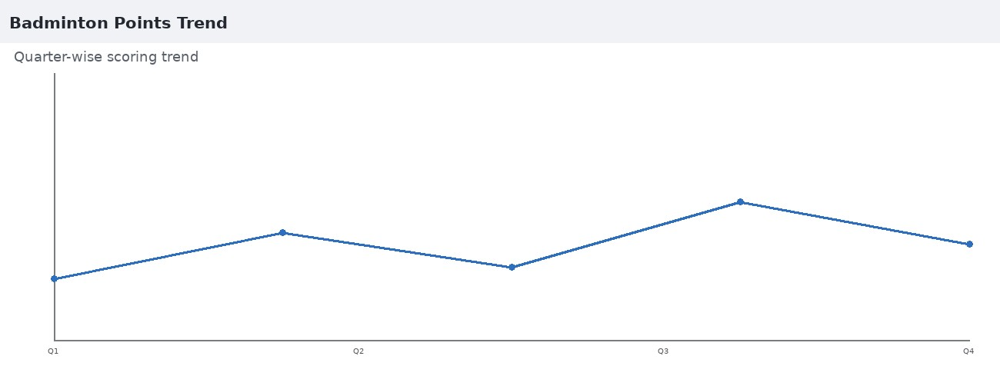 Badminton Points Trend
Quarter-wise scoring trend
Q1 Q2 Q3 Q4